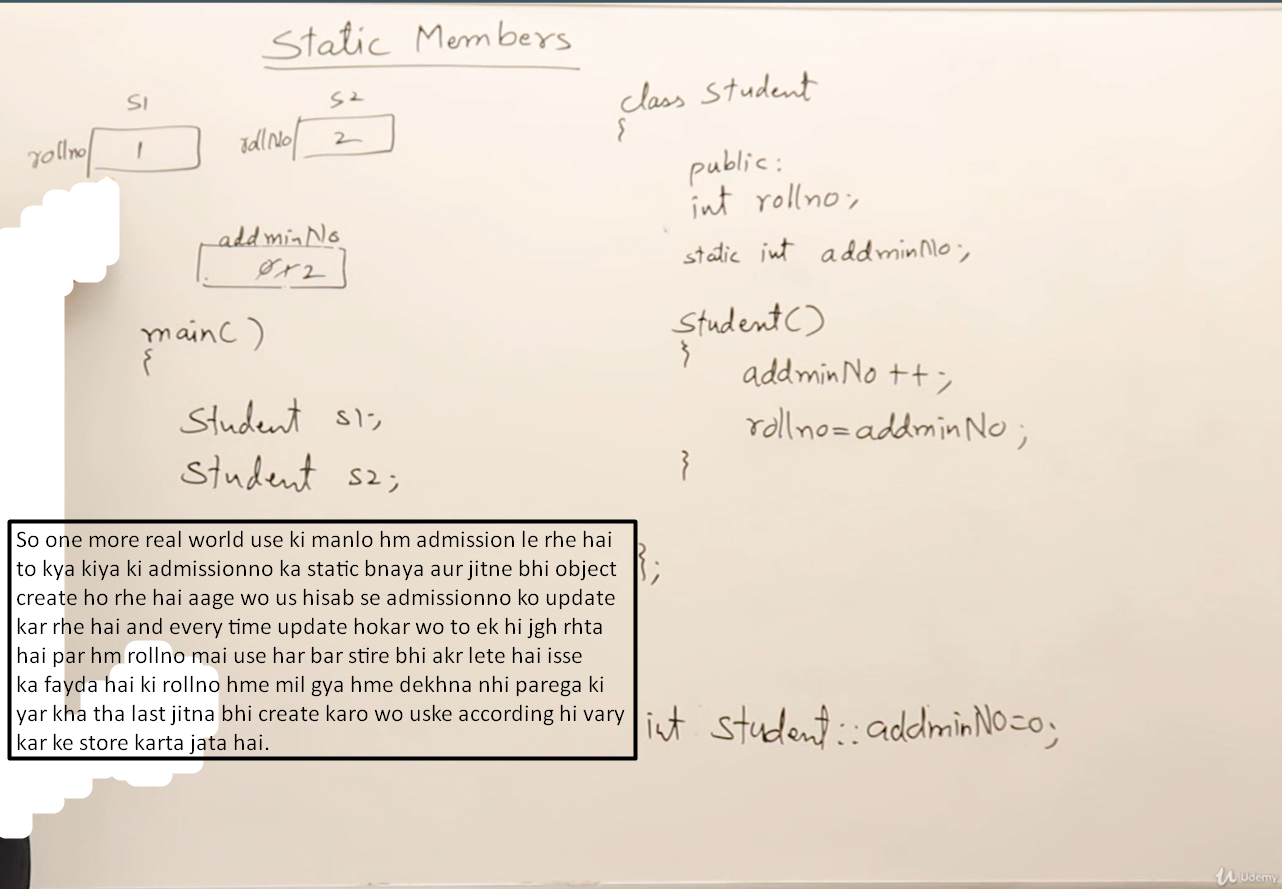 Static Members
S1
S2
rollno 1
rollNo 2
addminNo
0 1 2
main()
{
Student s1;
Student s2;
class Student
{
public:
int rollno;
static int addminNo;
Student()
{
addminNo++;
rollno=addminNo;
}
};
int Student::addminNo=0;
So one more real world use ki manlo hm admission le rhe hai
to kya kiya ki admissionno ka static bnaya aur jitne bhi object
create ho rhe hai aage wo us hisab se admissionno ko update
kar rhe hai and every time update hokar wo to ek hi jgh rhta
hai par hm rollno mai use har bar stire bhi akr lete hai isse
ka fayda hai ki rollno hme mil gya hme dekhna nhi parega ki
yar kha tha last jitna bhi create karo wo uske according hi vary
kar ke store karta jata hai.
Udemy